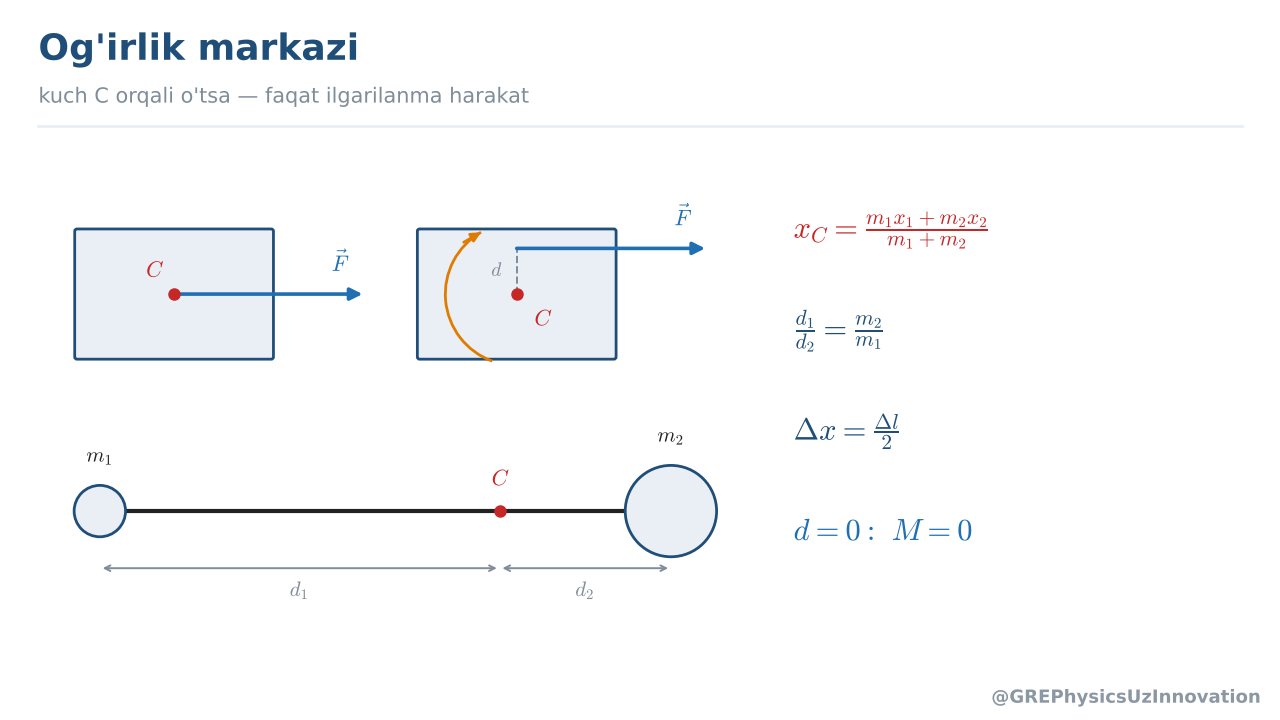 Og'irlik markazi
kuch C orqali o'tsa — faqat ilgarilanma harakat
C
F⃗
d
C
F⃗
x_C = (m₁x₁ + m₂x₂)/(m₁ + m₂)
d₁/d₂ = m₂/m₁
Δx = Δl/2
d = 0 : M = 0
m₁
C
m₂
d₁
d₂
@GREPhysicsUzInnovation